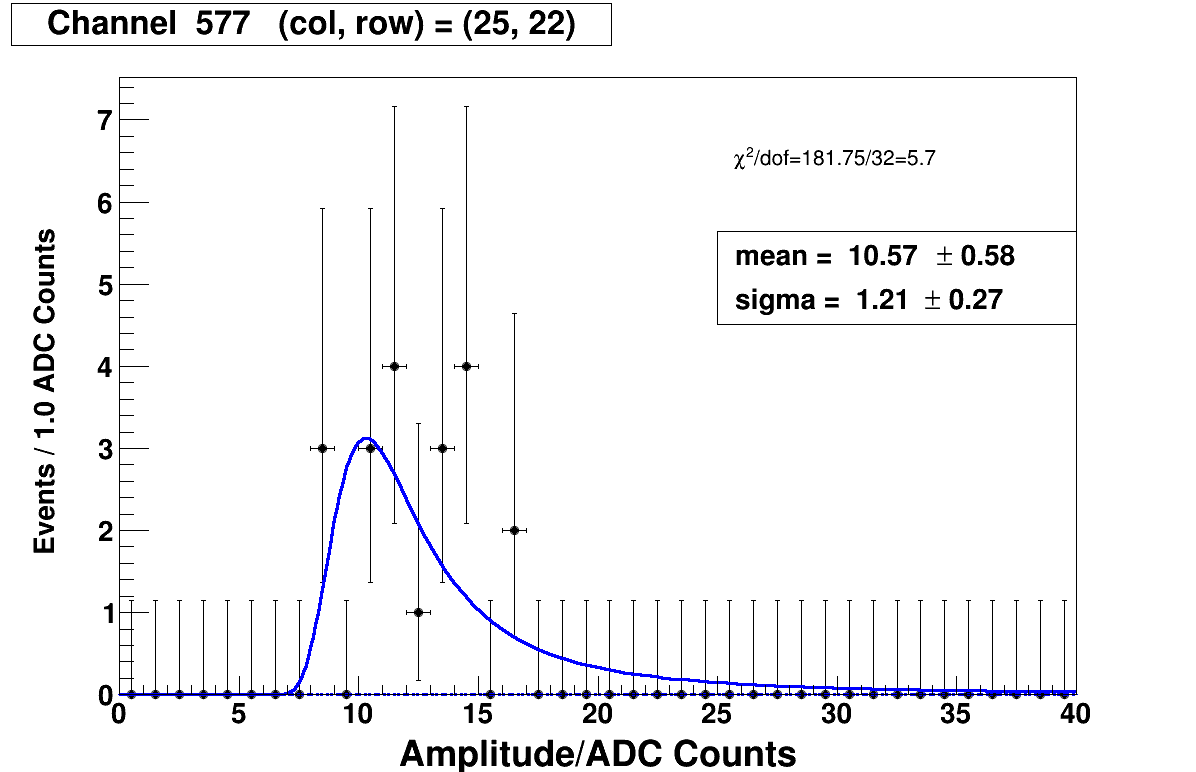 Channel 577 (col, row) = (25, 22)
7
6
5
4
3
2
1
0
Events / 1.0 ADC Counts
χ²/dof=181.75/32=5.7
mean = 10.57 ± 0.58
sigma = 1.21 ± 0.27
0 5 10 15 20 25 30 35 40
Amplitude/ADC Counts